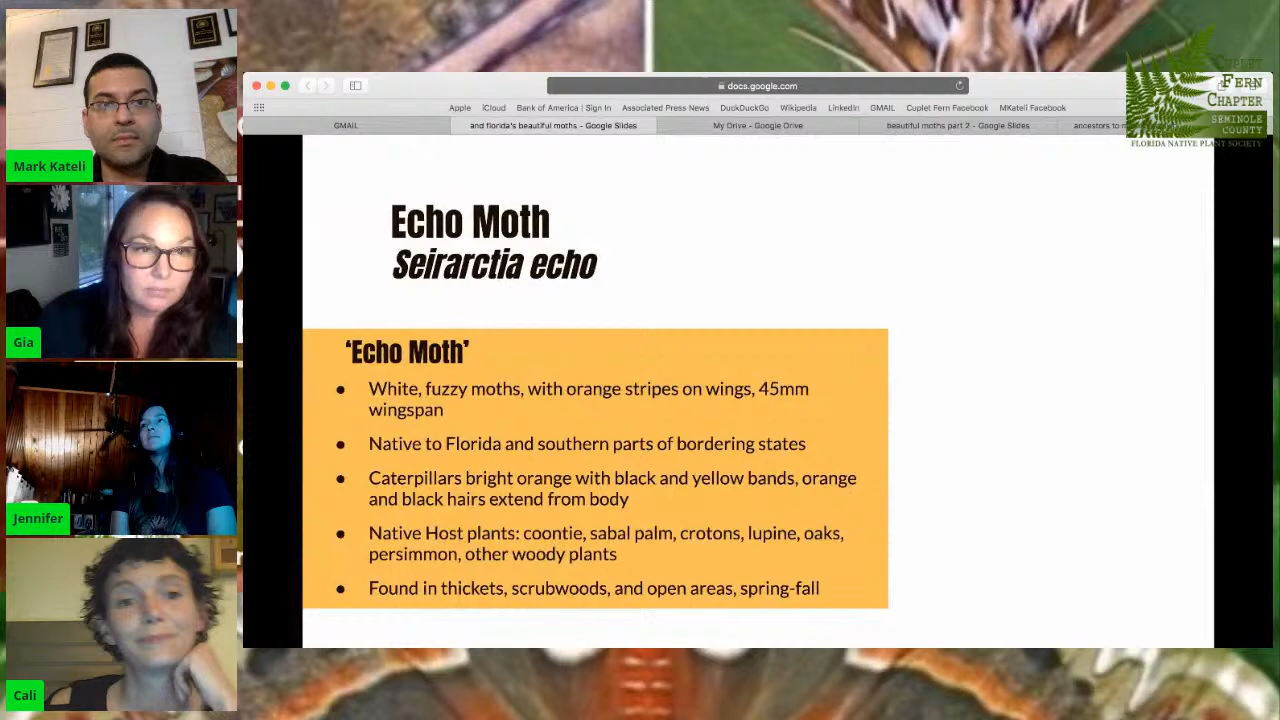 Mark Kateli
Gia
Jennifer
Cali
docs.google.com
Apple iCloud Bank of America | Sign In Associated Press News DuckDuckGo Wikipedia LinkedIn GMAIL Cuplet Fern Facebook MKateli Facebook
GMAIL and florida's beautiful moths - Google Slides My Drive - Google Drive beautiful moths part 2 - Google Slides ancestors to
CUPLET
FERN
CHAPTER
SEMINOLE
COUNTY
FLORIDA NATIVE PLANT SOCIETY
Echo Moth
Seirarctia echo
‘Echo Moth’
● White, fuzzy moths, with orange stripes on wings, 45mm
wingspan
● Native to Florida and southern parts of bordering states
● Caterpillars bright orange with black and yellow bands, orange
and black hairs extend from body
● Native Host plants: coontie, sabal palm, crotons, lupine, oaks,
persimmon, other woody plants
● Found in thickets, scrubwoods, and open areas, spring-fall